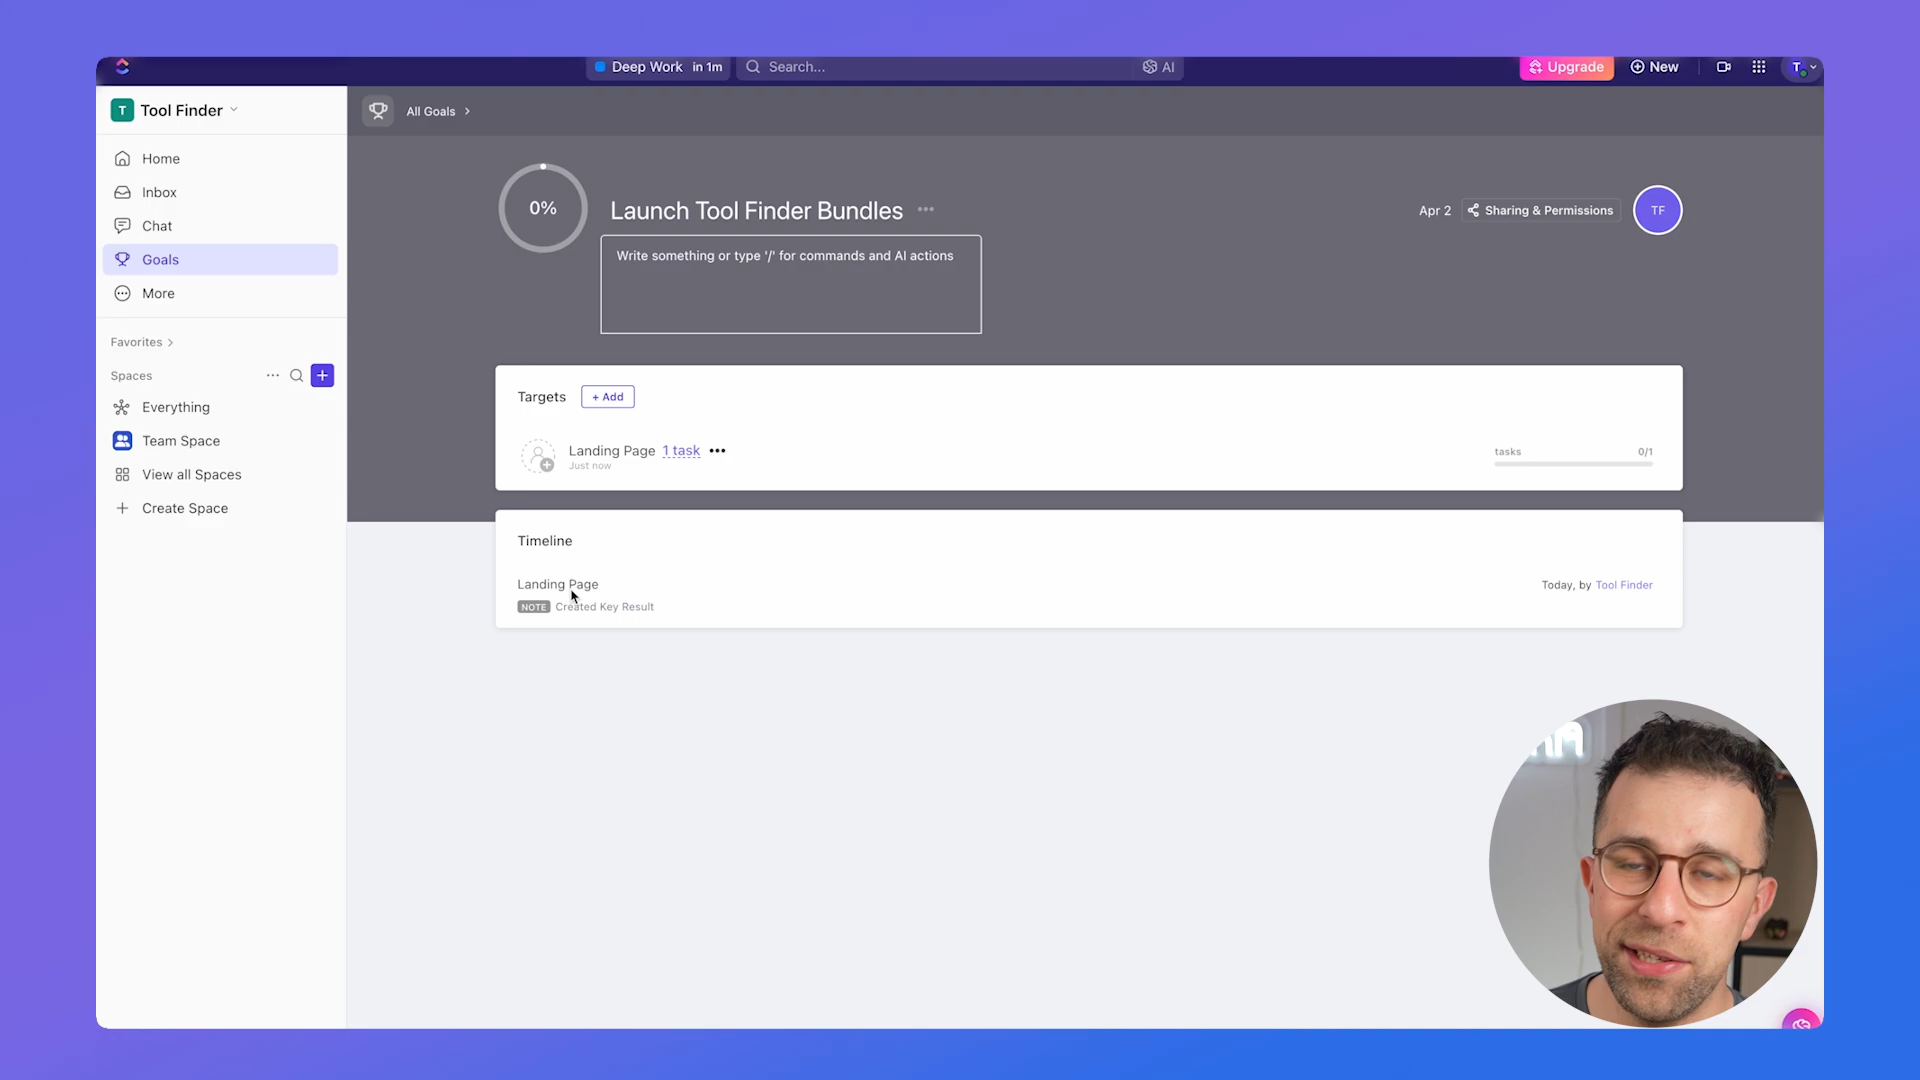 Deep Work in 1m
Search...
AI
Upgrade
New
T
T Tool Finder
Home
Inbox
Chat
Goals
More
Favorites
Spaces
Everything
Team Space
View all Spaces
Create Space
All Goals
0%
Launch Tool Finder Bundles
Apr 2
Sharing & Permissions
TF
Write something or type '/' for commands and AI actions
Targets
+ Add
Landing Page 1 task
Just now
tasks 0/1
Timeline
Landing Page
Today, by Tool Finder
NOTE Created Key Result